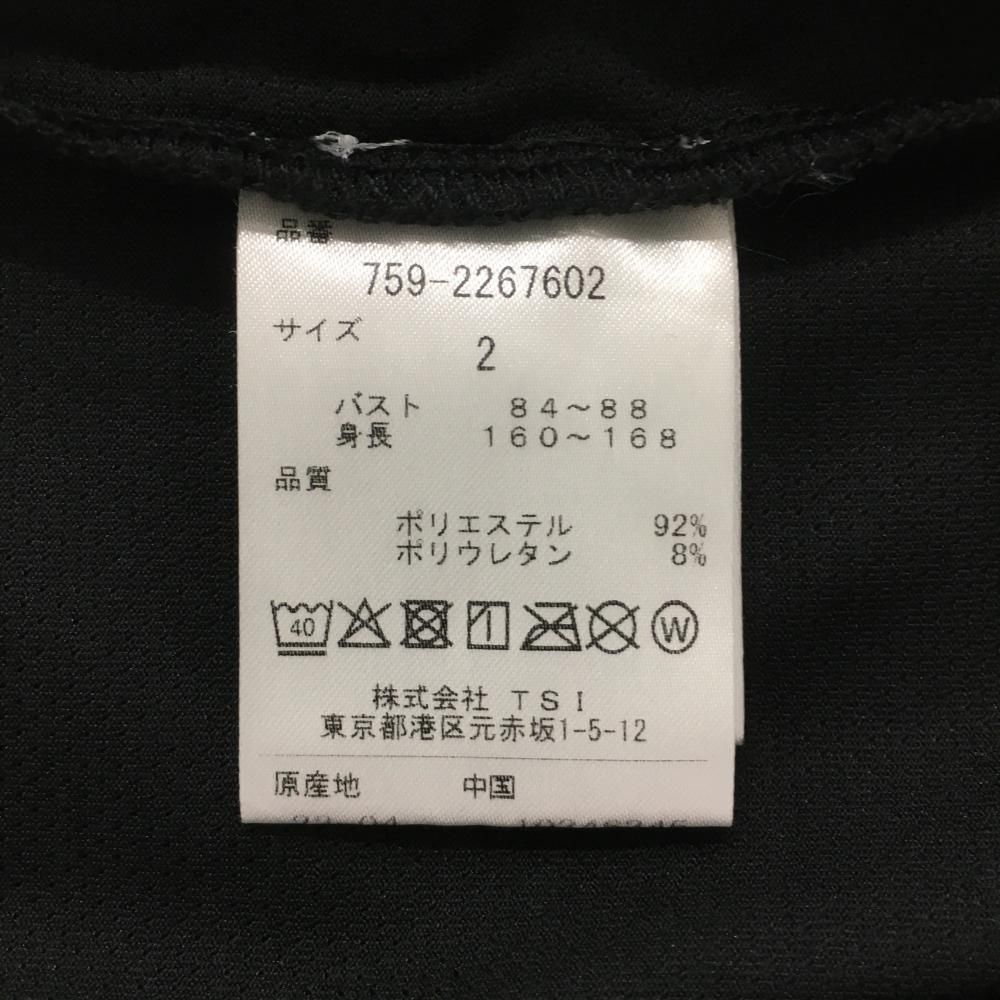 品番
759-2267602
サイズ
2
バスト 84～88
身長 160～168
品質
ポリエステル 92%
ポリウレタン 8%
40 W
株式会社 TSI
東京都港区元赤坂1-5-12
原産地 中国